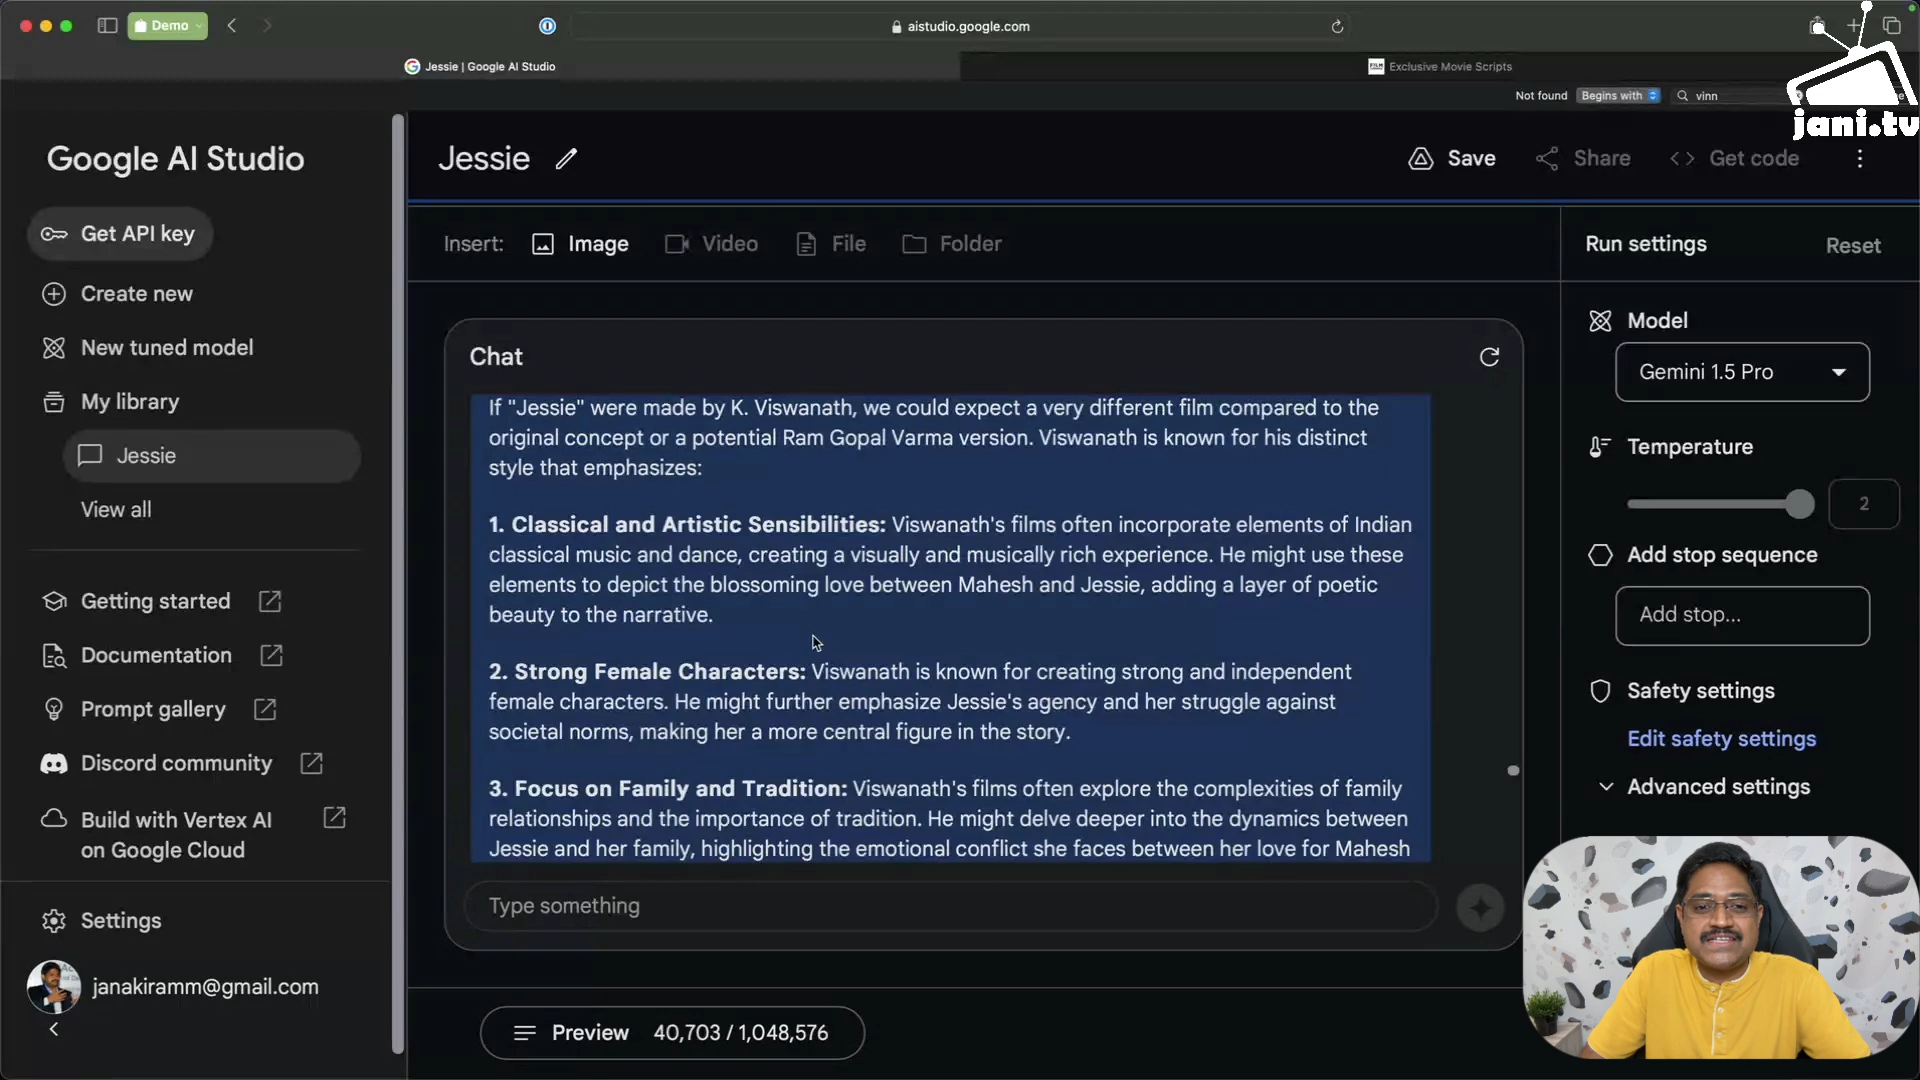 Demo
aistudio.google.com
Jessie | Google AI Studio
Exclusive Movie Scripts
Not found
Begins with
vinn
jani.tv
Google AI Studio
Get API key
Create new
New tuned model
My library
Jessie
View all
Getting started
Documentation
Prompt gallery
Discord community
Build with Vertex AI
on Google Cloud
Settings
janakiramm@gmail.com
Jessie
Save
Share
Get code
Insert:
Image
Video
File
Folder
Chat
If "Jessie" were made by K. Viswanath, we could expect a very different film compared to the
original concept or a potential Ram Gopal Varma version. Viswanath is known for his distinct
style that emphasizes:
1. Classical and Artistic Sensibilities: Viswanath's films often incorporate elements of Indian
classical music and dance, creating a visually and musically rich experience. He might use these
elements to depict the blossoming love between Mahesh and Jessie, adding a layer of poetic
beauty to the narrative.
2. Strong Female Characters: Viswanath is known for creating strong and independent
female characters. He might further emphasize Jessie's agency and her struggle against
societal norms, making her a more central figure in the story.
3. Focus on Family and Tradition: Viswanath's films often explore the complexities of family
relationships and the importance of tradition. He might delve deeper into the dynamics between
Jessie and her family, highlighting the emotional conflict she faces between her love for Mahesh
Type something
Preview 40,703 / 1,048,576
Run settings
Reset
Model
Gemini 1.5 Pro
Temperature
2
Add stop sequence
Add stop...
Safety settings
Edit safety settings
Advanced settings